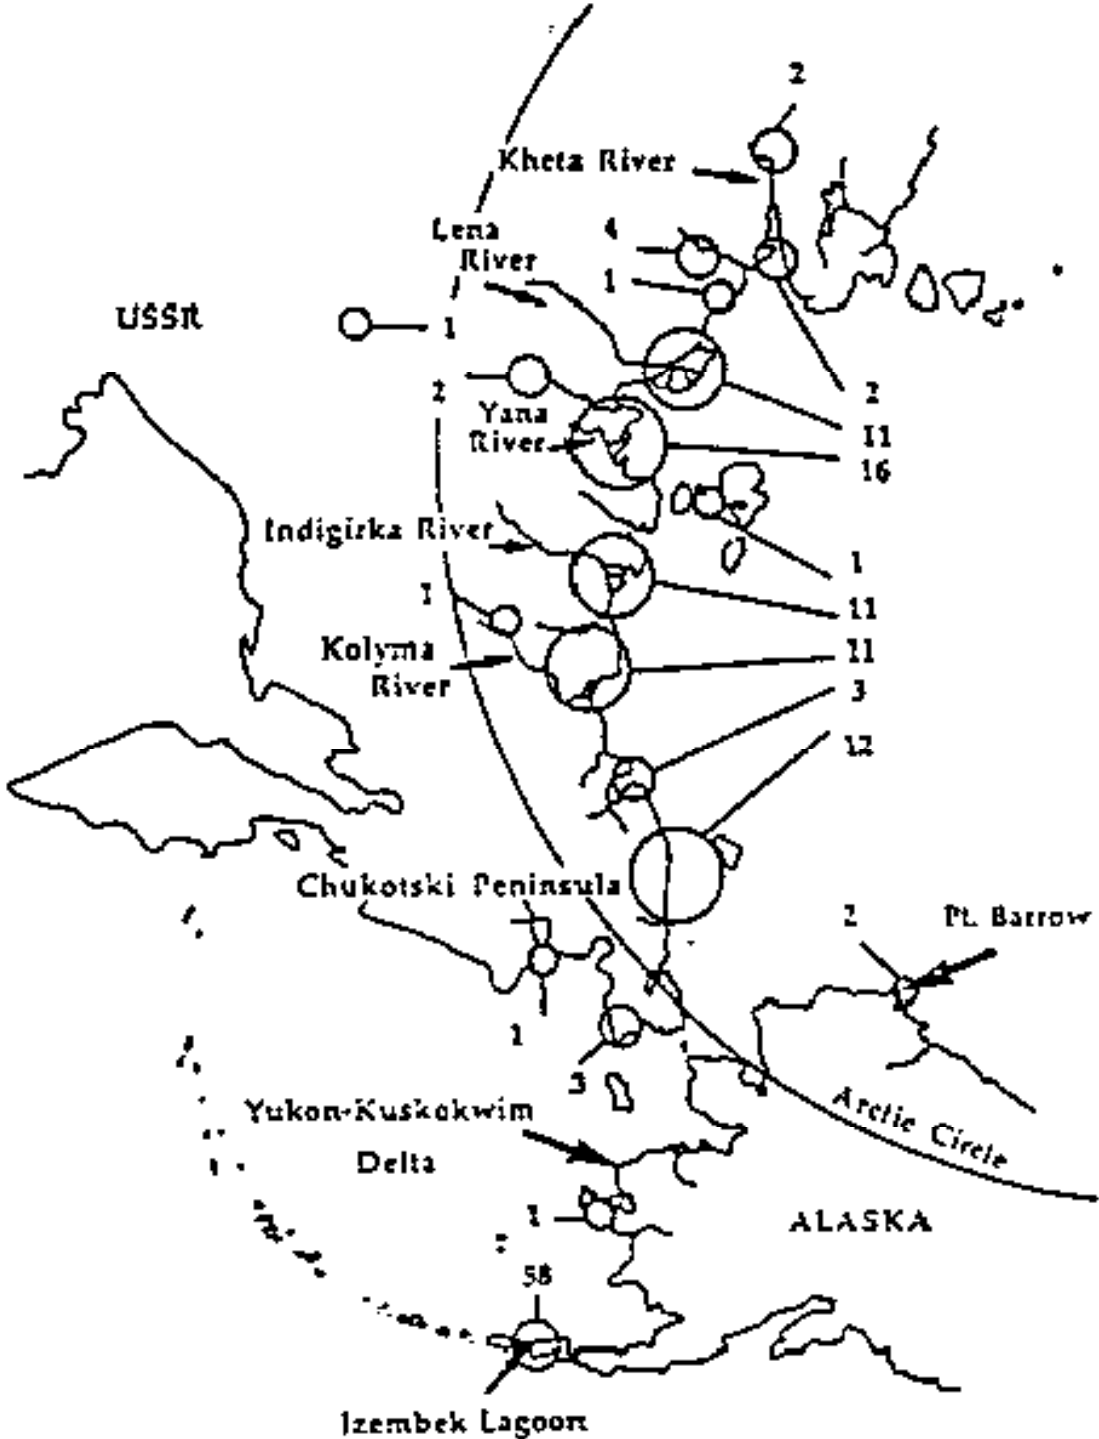 2
Kheta River
Lena
River
4
1
USSR
1
2
Yana
River
2
11
16
Indigirka River
1
11
1
Kolyma
River
11
3
12
Chukotski Peninsula
2
Pt. Barrow
1
3
Yukon-Kuskokwim
Delta
Arctic Circle
1
ALASKA
58
Izembek Lagoon